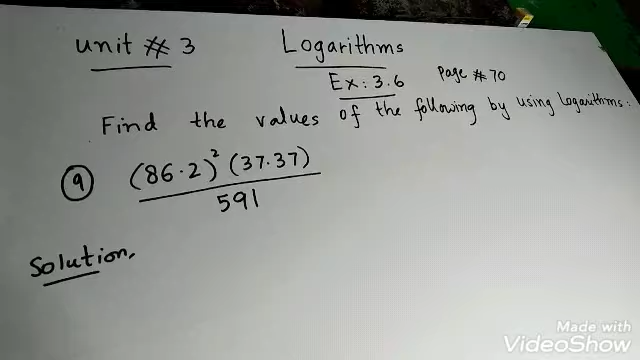 Unit # 3 Logarithms
Ex: 3.6 Page # 70
Find the values of the following by using logarithms:
9 (86.2)² (37.37)
591
Solution,
Made with
VideoShow